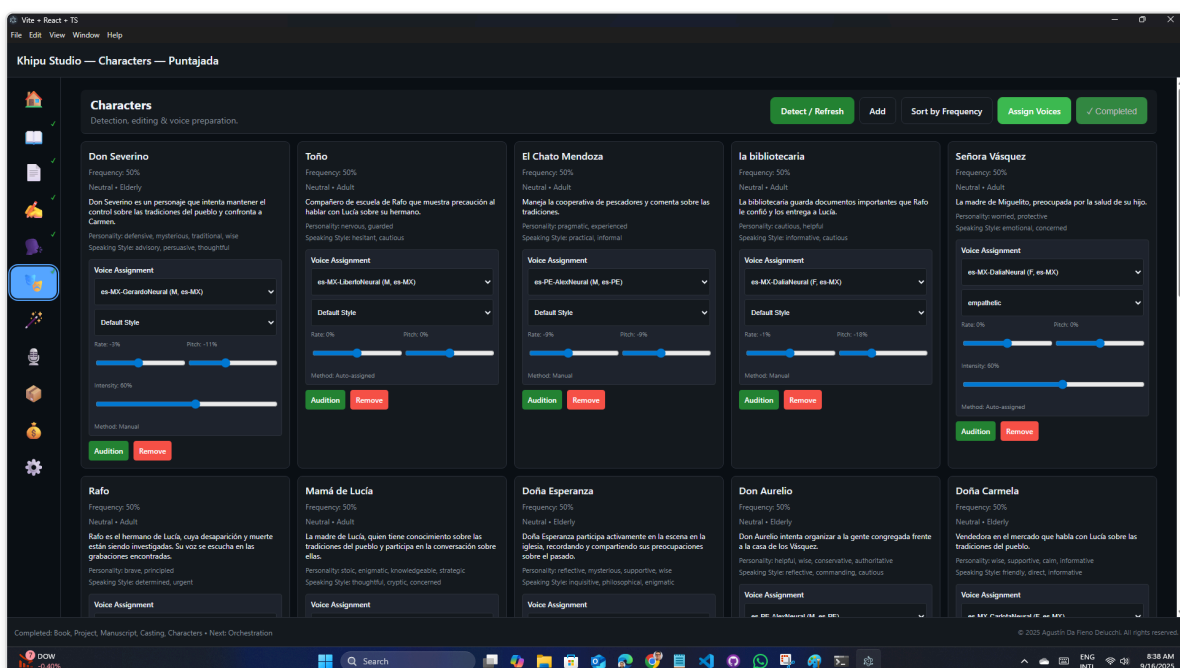 Vite + React + TS
File Edit View Window Help
Khipu Studio — Characters — Puntajada
Characters
Detection, editing & voice preparation.
Detect / Refresh
Add
Sort by Frequency
Assign Voices
✓ Completed
Don Severino
Frequency: 50%
Neutral • Elderly
Don Severino es un personaje que intenta mantener el
control sobre las tradiciones del pueblo y confronta a
Carmen.
Personality: defensive, mysterious, traditional, wise
Speaking Style: advisory, persuasive, thoughtful
Voice Assignment
es-MX-GerardoNeural (M, es-MX)
Default Style
Rate: -3% Pitch: -11%
Intensity: 60%
Method: Manual
Audition Remove
Toño
Frequency: 50%
Neutral • Adult
Compañero de escuela de Rafo que muestra precaución al
hablar con Lucía sobre su hermano.
Personality: nervous, guarded
Speaking Style: hesitant, cautious
Voice Assignment
es-MX-LibertoNeural (M, es-MX)
Default Style
Rate: 0% Pitch: 0%
Method: Auto-assigned
Audition Remove
El Chato Mendoza
Frequency: 50%
Neutral • Adult
Maneja la cooperativa de pescadores y comenta sobre las
tradiciones.
Personality: pragmatic, experienced
Speaking Style: practical, informal
Voice Assignment
es-PE-AlexNeural (M, es-PE)
Default Style
Rate: -9% Pitch: -9%
Method: Manual
Audition Remove
la bibliotecaria
Frequency: 50%
Neutral • Adult
La bibliotecaria guarda documentos importantes que Rafo
le confió y los entrega a Lucía.
Personality: cautious, helpful
Speaking Style: informative, cautious
Voice Assignment
es-MX-DaliaNeural (F, es-MX)
Default Style
Rate: -1% Pitch: -18%
Method: Manual
Audition Remove
Señora Vásquez
Frequency: 50%
Neutral • Adult
La madre de Miguelito, preocupada por la salud de su hijo.
Personality: worried, protective
Speaking Style: emotional, concerned
Voice Assignment
es-MX-DaliaNeural (F, es-MX)
empathetic
Rate: 0% Pitch: 0%
Intensity: 60%
Method: Auto-assigned
Audition Remove
Rafo
Frequency: 50%
Neutral • Adult
Rafo es el hermano de Lucía, cuya desaparición y muerte
están siendo investigadas. Su voz se escucha en las
grabaciones encontradas.
Personality: brave, principled
Speaking Style: determined, urgent
Voice Assignment
Mamá de Lucía
Frequency: 50%
Neutral • Adult
La madre de Lucía, quien tiene conocimiento sobre las
tradiciones del pueblo y participa en la conversación sobre
ellas.
Personality: stoic, enigmatic, knowledgeable, strategic
Speaking Style: thoughtful, cryptic, concerned
Voice Assignment
Doña Esperanza
Frequency: 50%
Neutral • Elderly
Doña Esperanza participa activamente en la escena en la
iglesia, recordando y compartiendo sus preocupaciones
sobre el pasado.
Personality: reflective, mysterious, supportive, wise
Speaking Style: inquisitive, philosophical, enigmatic
Voice Assignment
Don Aurelio
Frequency: 50%
Neutral • Elderly
Don Aurelio intenta organizar a la gente congregada frente
a la casa de los Vásquez.
Personality: helpful, wise, conservative, authoritative
Speaking Style: reflective, commanding, cautious
Voice Assignment
es-PE-AlexNeural (M, es-PE)
Doña Carmela
Frequency: 50%
Neutral • Elderly
Vendedora en el mercado que habla con Lucía sobre las
tradiciones del pueblo.
Personality: wise, supportive, calm, informative
Speaking Style: friendly, direct, informative
Voice Assignment
es-MX-CarlotaNeural (F, es-MX)
Completed: Book, Project, Manuscript, Casting, Characters • Next: Orchestration
© 2025 Agustín Da Fieno Delucchi. All rights reserved.
7
DOW
-0.40%
Search
ENG
INTL
8:38 AM
9/16/2025